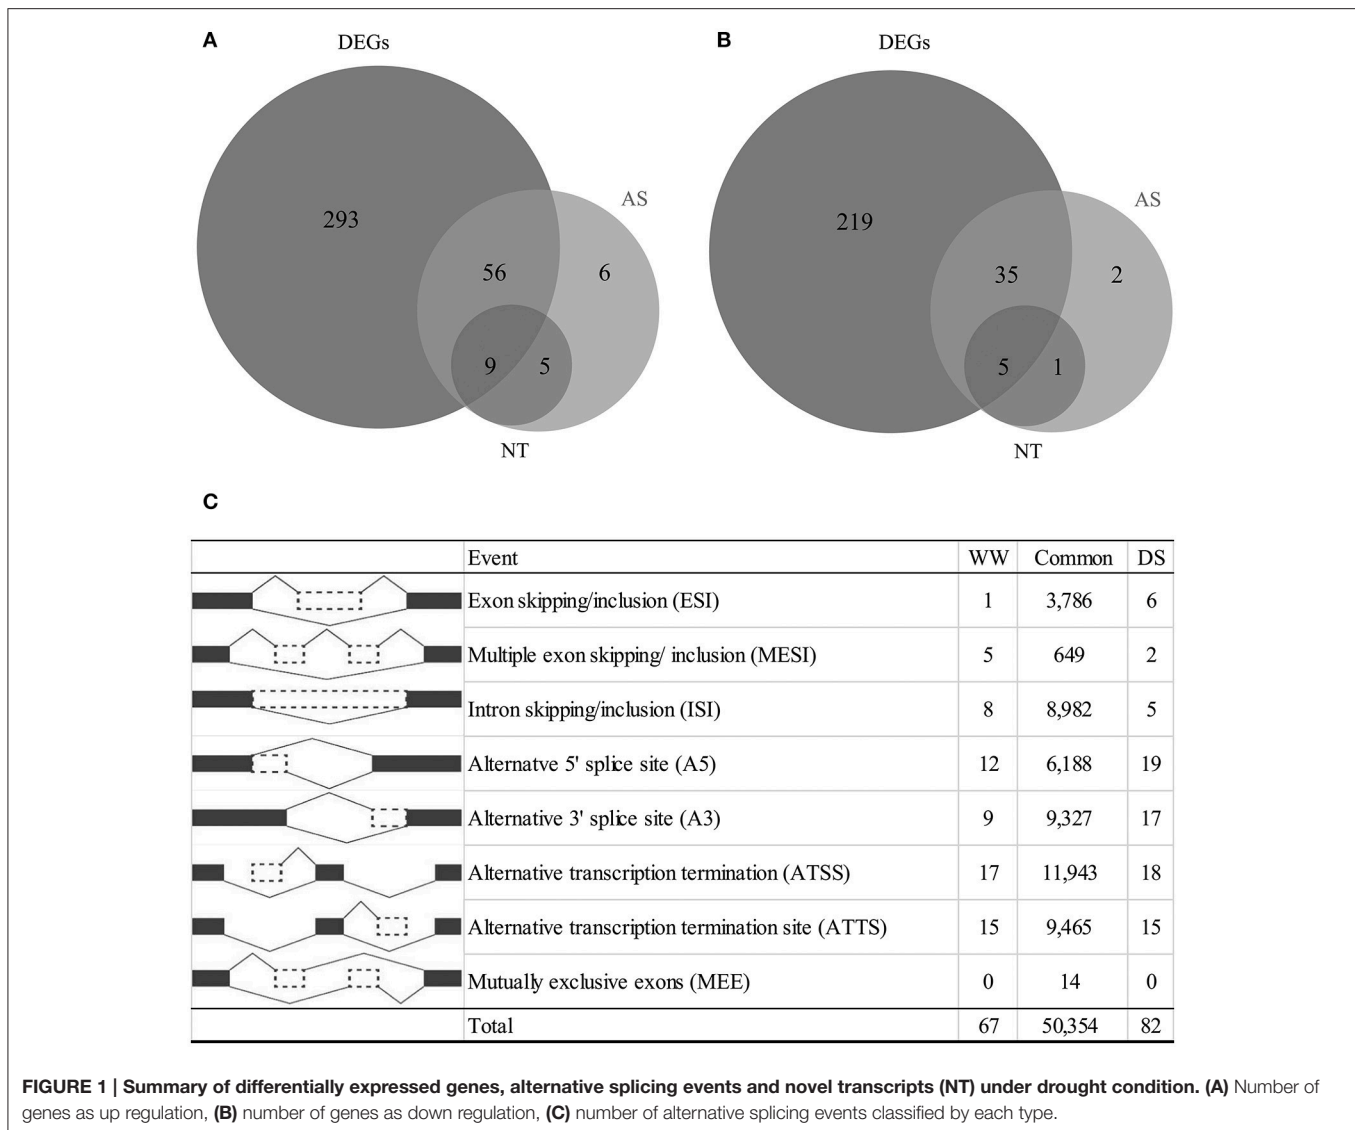 A
DEGs
AS
293
56
6
9
5
NT
B
DEGs
AS
219
35
2
5
1
NT
C
Event WW Common DS
Exon skipping/inclusion (ESI) 1 3,786 6
Multiple exon skipping/ inclusion (MESI) 5 649 2
Intron skipping/inclusion (ISI) 8 8,982 5
Alternatve 5' splice site (A5) 12 6,188 19
Alternative 3' splice site (A3) 9 9,327 17
Alternative transcription termination (ATSS) 17 11,943 18
Alternative transcription termination site (ATTS) 15 9,465 15
Mutually exclusive exons (MEE) 0 14 0
Total 67 50,354 82
FIGURE 1 | Summary of differentially expressed genes, alternative splicing events and novel transcripts (NT) under drought condition. (A) Number of
genes as up regulation, (B) number of genes as down regulation, (C) number of alternative splicing events classified by each type.